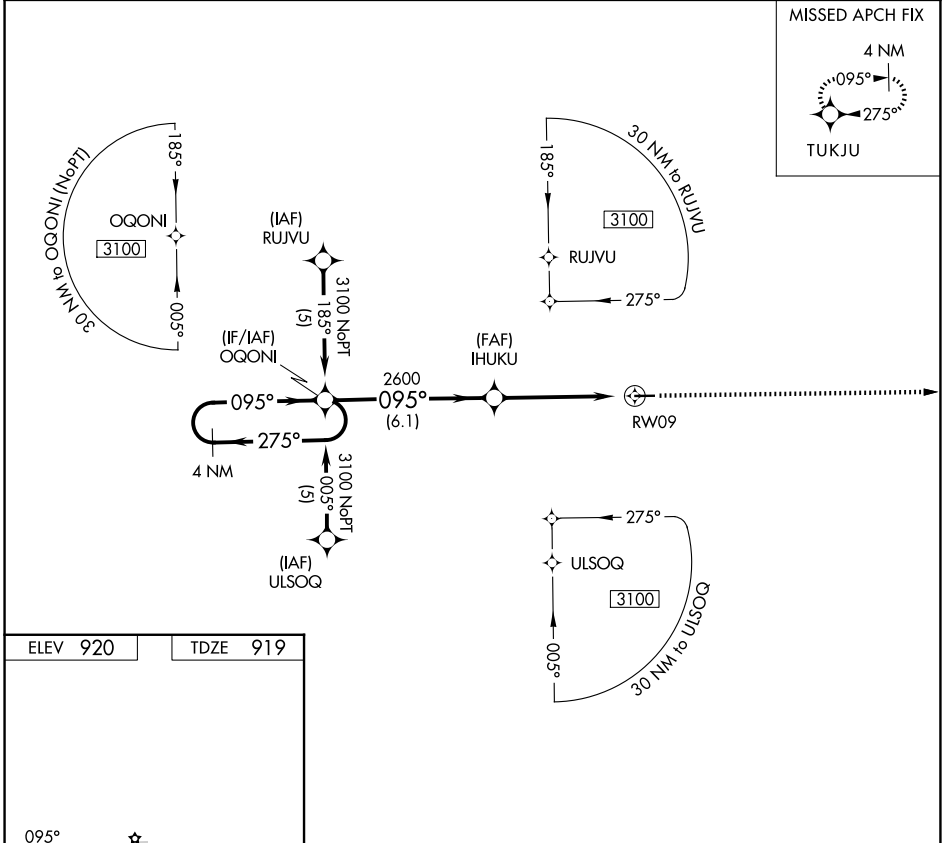 MISSED APCH FIX
4 NM
095°
275°
TUKJU
30 NM to OQONI (NoPT)
185°
OQONI
3100
005°
(IAF)
RUJVU
3100 NoPT
185°
(5)
30 NM to RUJVU
185°
3100
RUJVU
275°
(IF/IAF)
OQONI
(FAF)
IHUKU
2600
095°
095°
(6.1)
RW09
275°
4 NM
3100 NoPT
005°
(5)
(IAF)
ULSOQ
275°
ULSOQ
3100
005°
30 NM to ULSOQ
ELEV 920
TDZE 919
095°